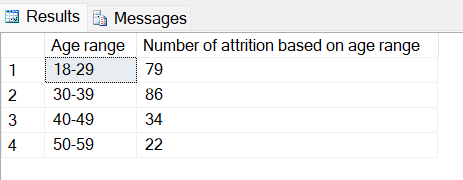 Results Messages
Age range Number of attrition based on age range
1 18-29 79
2 30-39 86
3 40-49 34
4 50-59 22